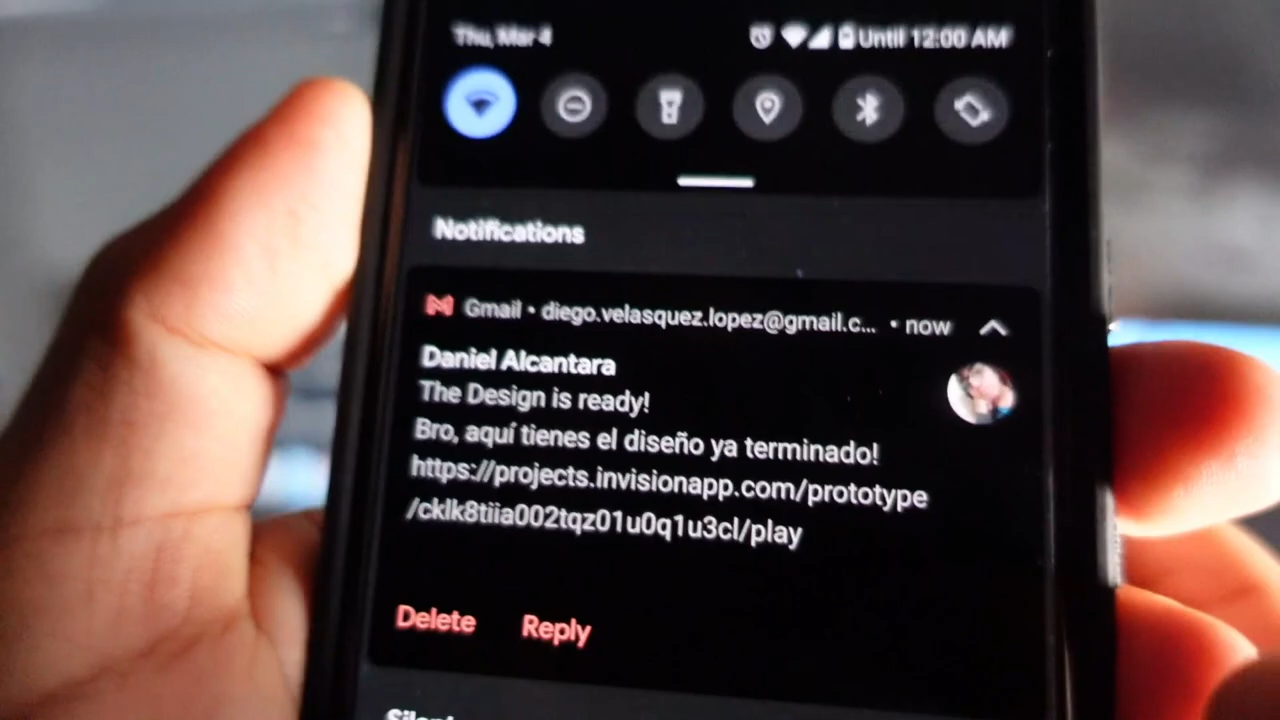 Thu, Mar 4 Until 12:00 AM
Notifications
Gmail • diego.velasquez.lopez@gmail.c... • now
Daniel Alcantara
The Design is ready!
Bro, aquí tienes el diseño ya terminado!
https://projects.invisionapp.com/prototype
/cklk8tiia002tqz01u0q1u3cl/play
Delete Reply